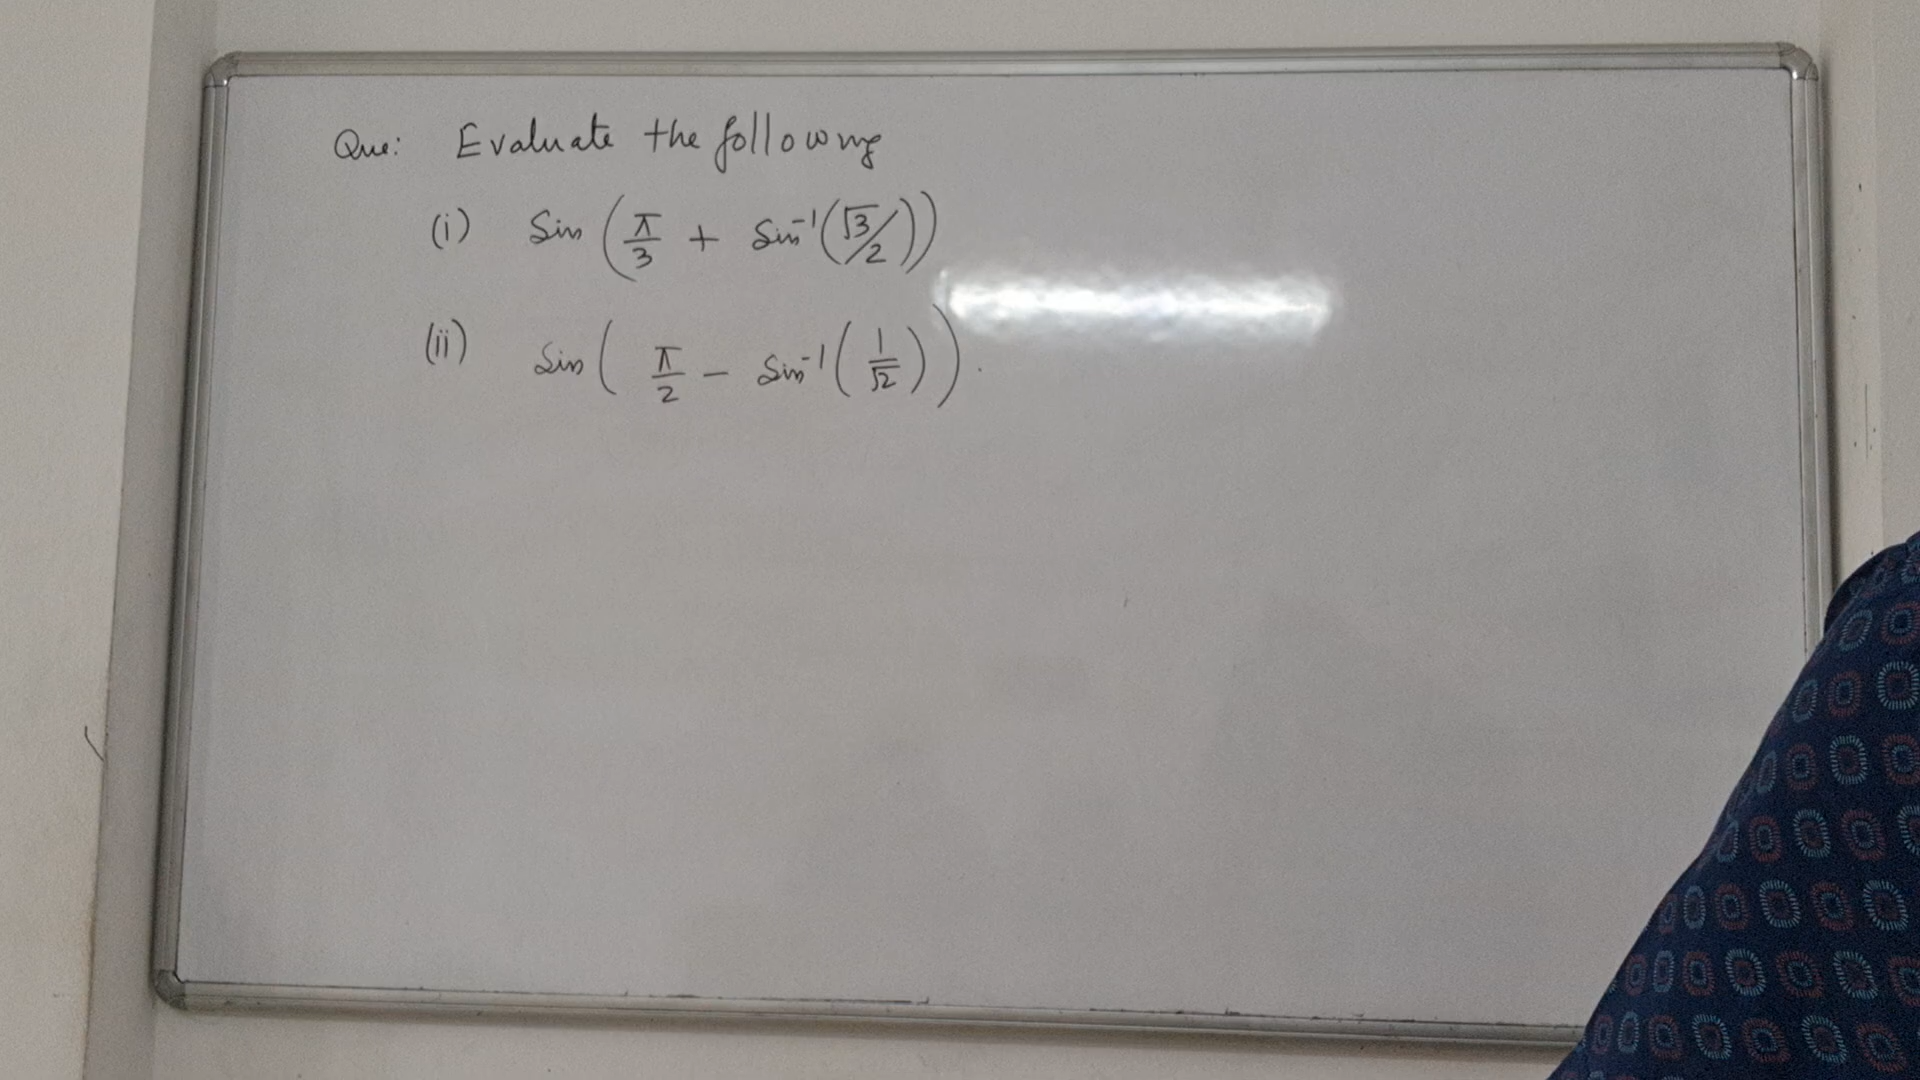 Que: Evaluate the following
(i) Sin (π/3 + Sin⁻¹(√3/2))
(ii) Sin (π/2 − Sin⁻¹(1/√2)).